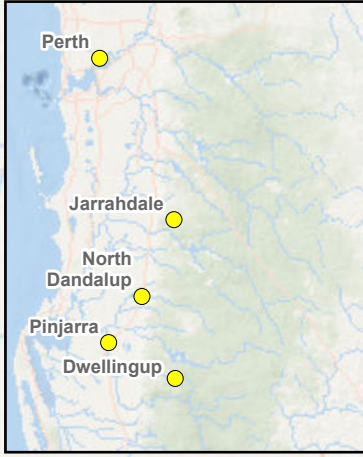 Perth
Jarrahdale
North
Dandalup
Pinjarra
Dwellingup